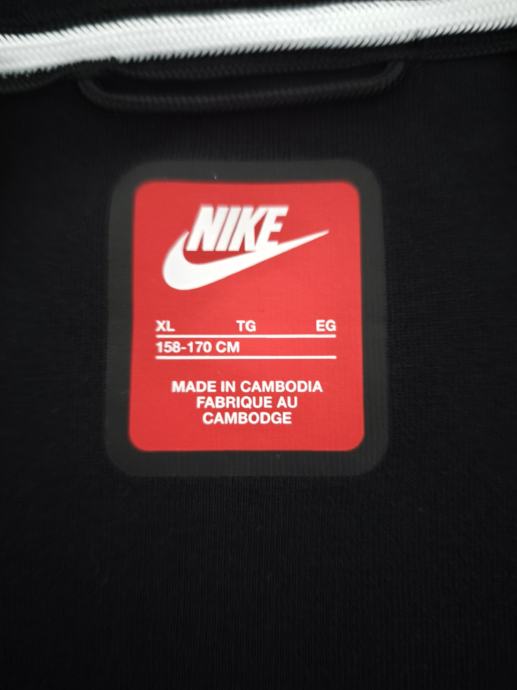 NIKE
XL TG EG
158-170 CM
MADE IN CAMBODIA
FABRIQUE AU
CAMBODGE